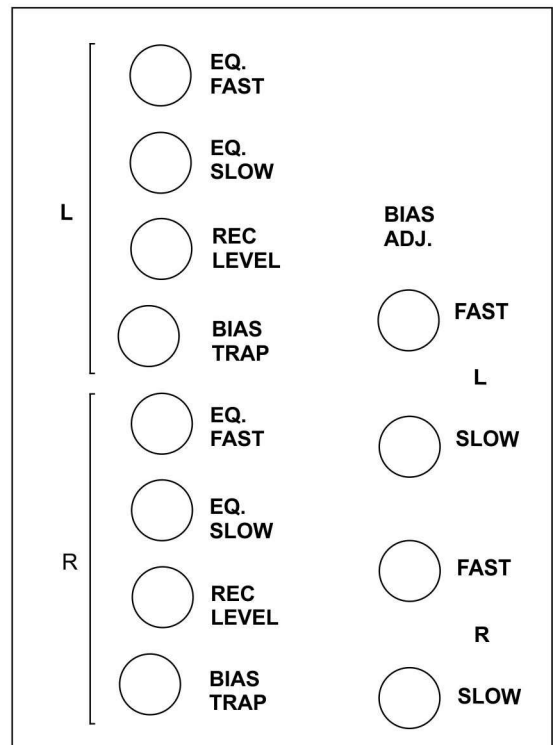 L
EQ.
FAST
EQ.
SLOW
REC
LEVEL
BIAS
TRAP
R
EQ.
FAST
EQ.
SLOW
REC
LEVEL
BIAS
TRAP
BIAS
ADJ.
FAST
L
SLOW
FAST
R
SLOW